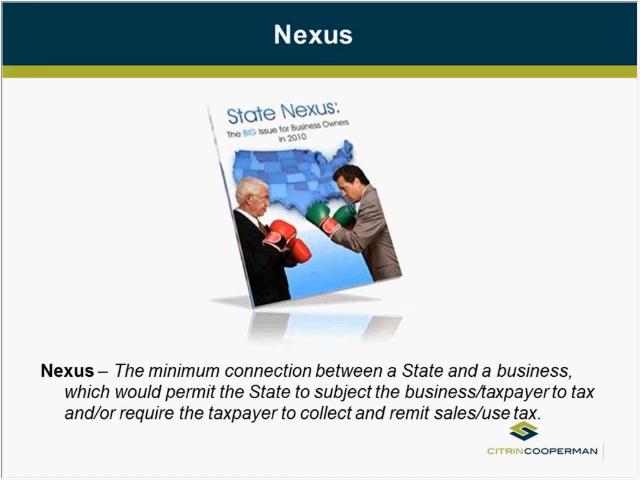 Nexus
State Nexus:
The BIG Issue for Business Owners
in 2010
Nexus – The minimum connection between a State and a business,
which would permit the State to subject the business/taxpayer to tax
and/or require the taxpayer to collect and remit sales/use tax.
CITRINCOOPERMAN